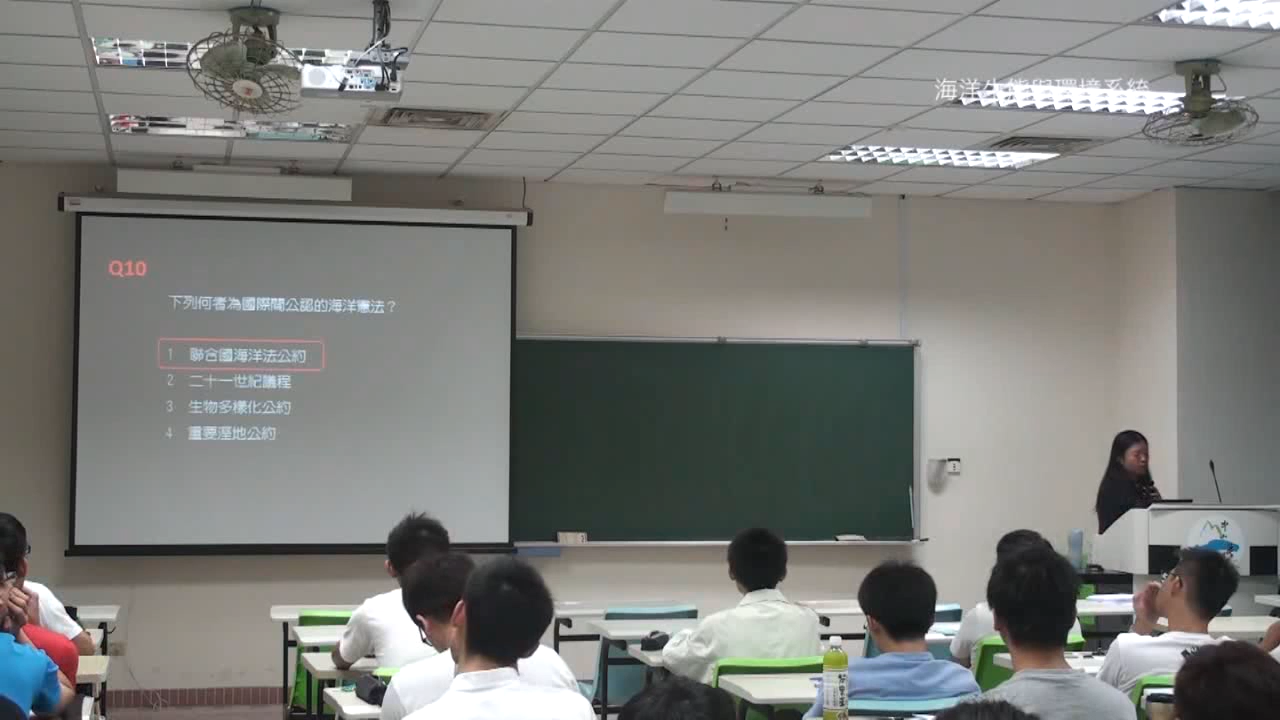 海洋生態與環境系統
Q10
下列何者為國際間公認的海洋憲法？
1 聯合國海洋法公約
2 二十一世紀議程
3 生物多樣化公約
4 重要溼地公約